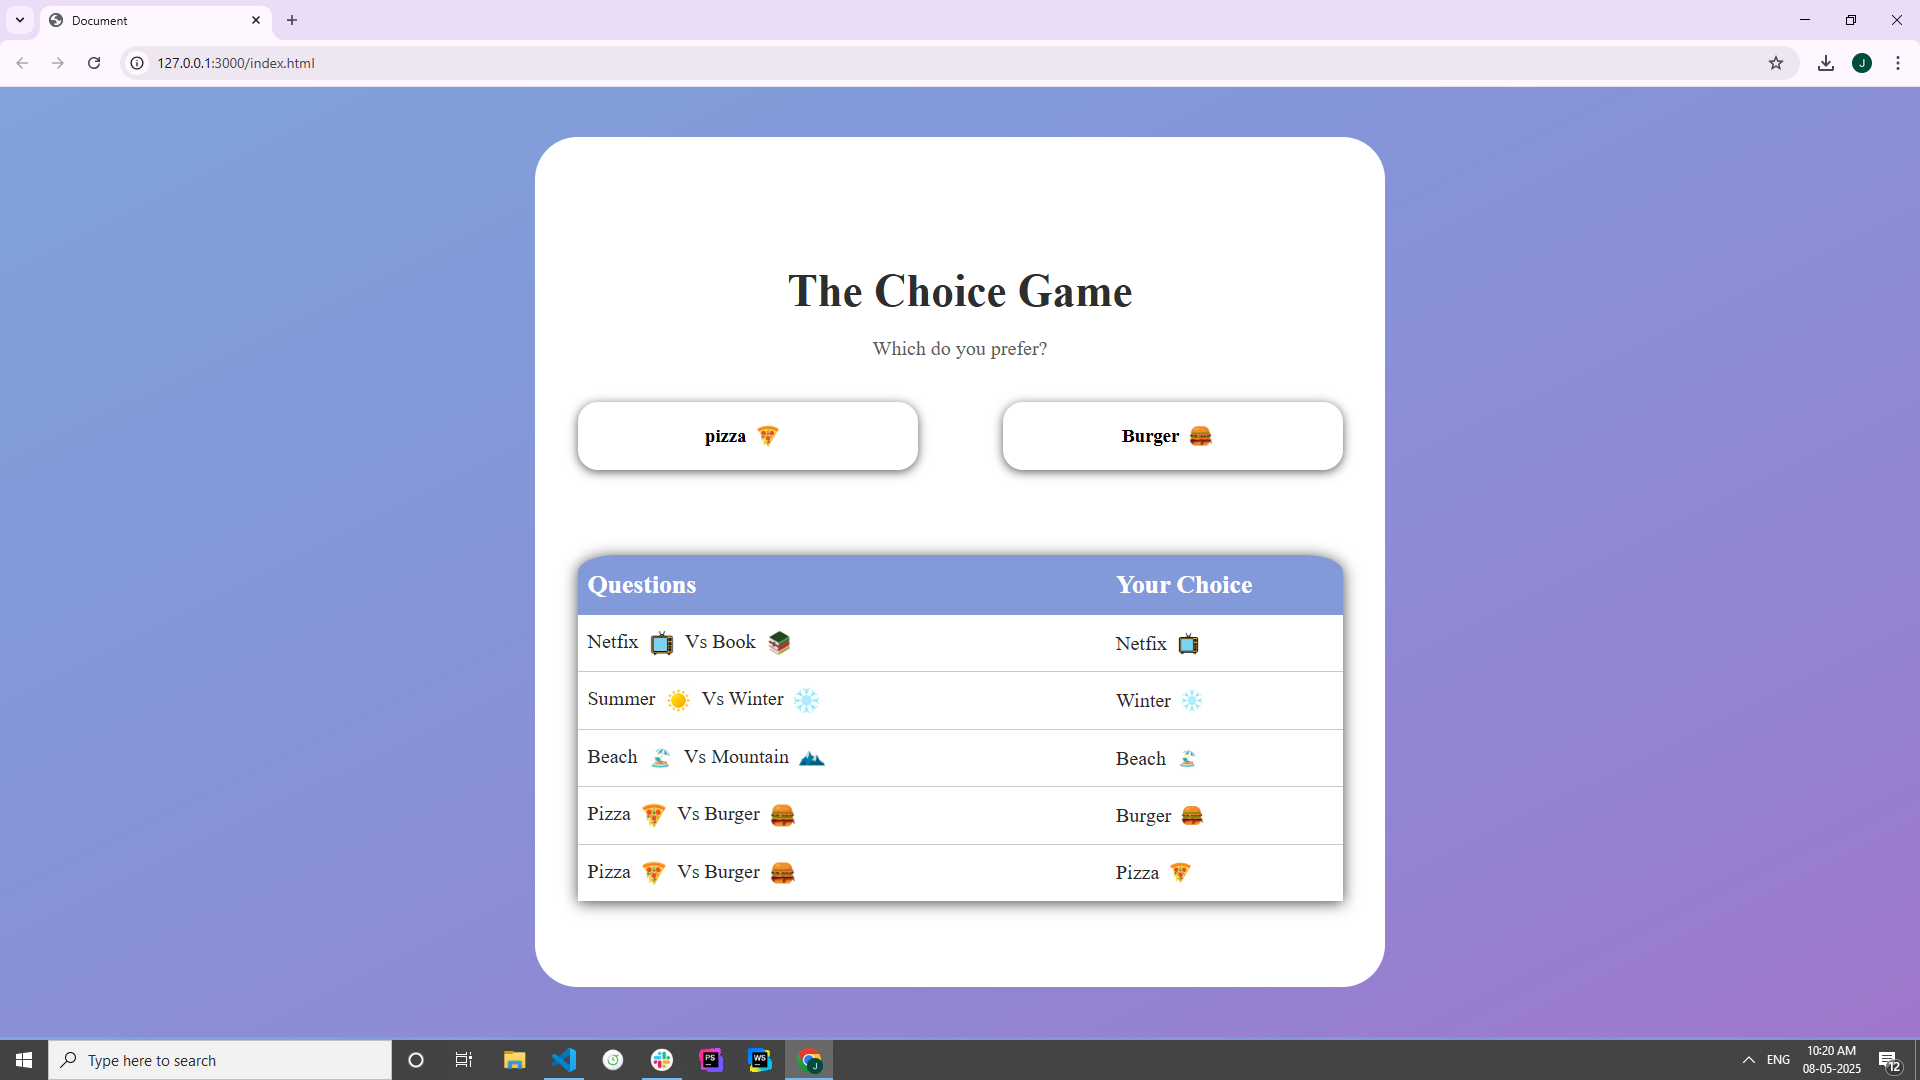 Document
127.0.0.1:3000/index.html
J
The Choice Game
Which do you prefer?
pizza 🍕 Burger 🍔
Questions Your Choice
Netfix 📺 Vs Book 📚 Netfix 📺
Summer ☀️ Vs Winter ❄️ Winter ❄️
Beach 🏖️ Vs Mountain ⛰️ Beach 🏖️
Pizza 🍕 Vs Burger 🍔 Burger 🍔
Pizza 🍕 Vs Burger 🍔 Pizza 🍕
Type here to search
PS
WS
J
ENG
10:20 AM
08-05-2025
12